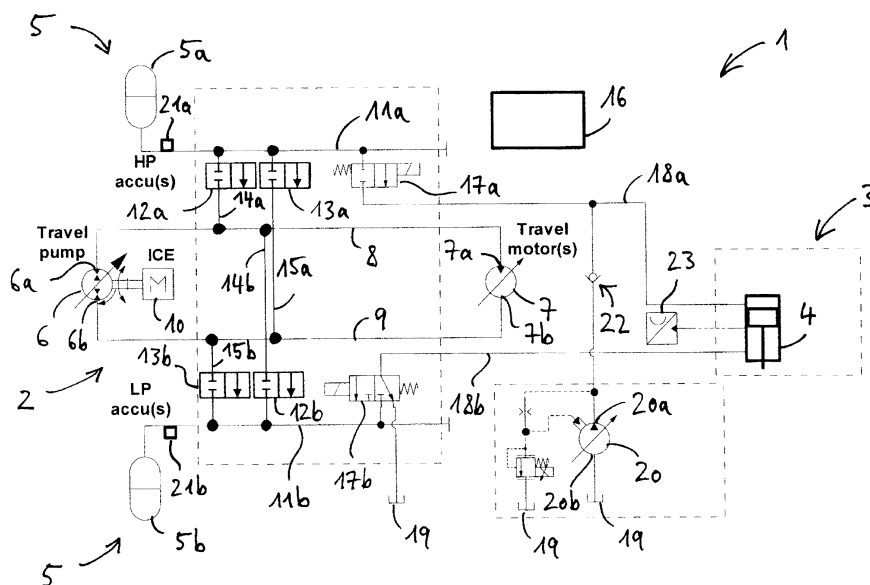 5
5a
1
21a
11a
16
HP
accu(s)
17a
18a
12a
14a
13a
3
Travel
pump
ICE
8
Travel
motor(s)
6a
14b
15a
7a
23
M
7
4
6
6b
10
9
7b
22
13b
15b
2
LP
accu(s)
12b
18b
20a
17b
20
20b
21b
11b
5b
19
19
19
5